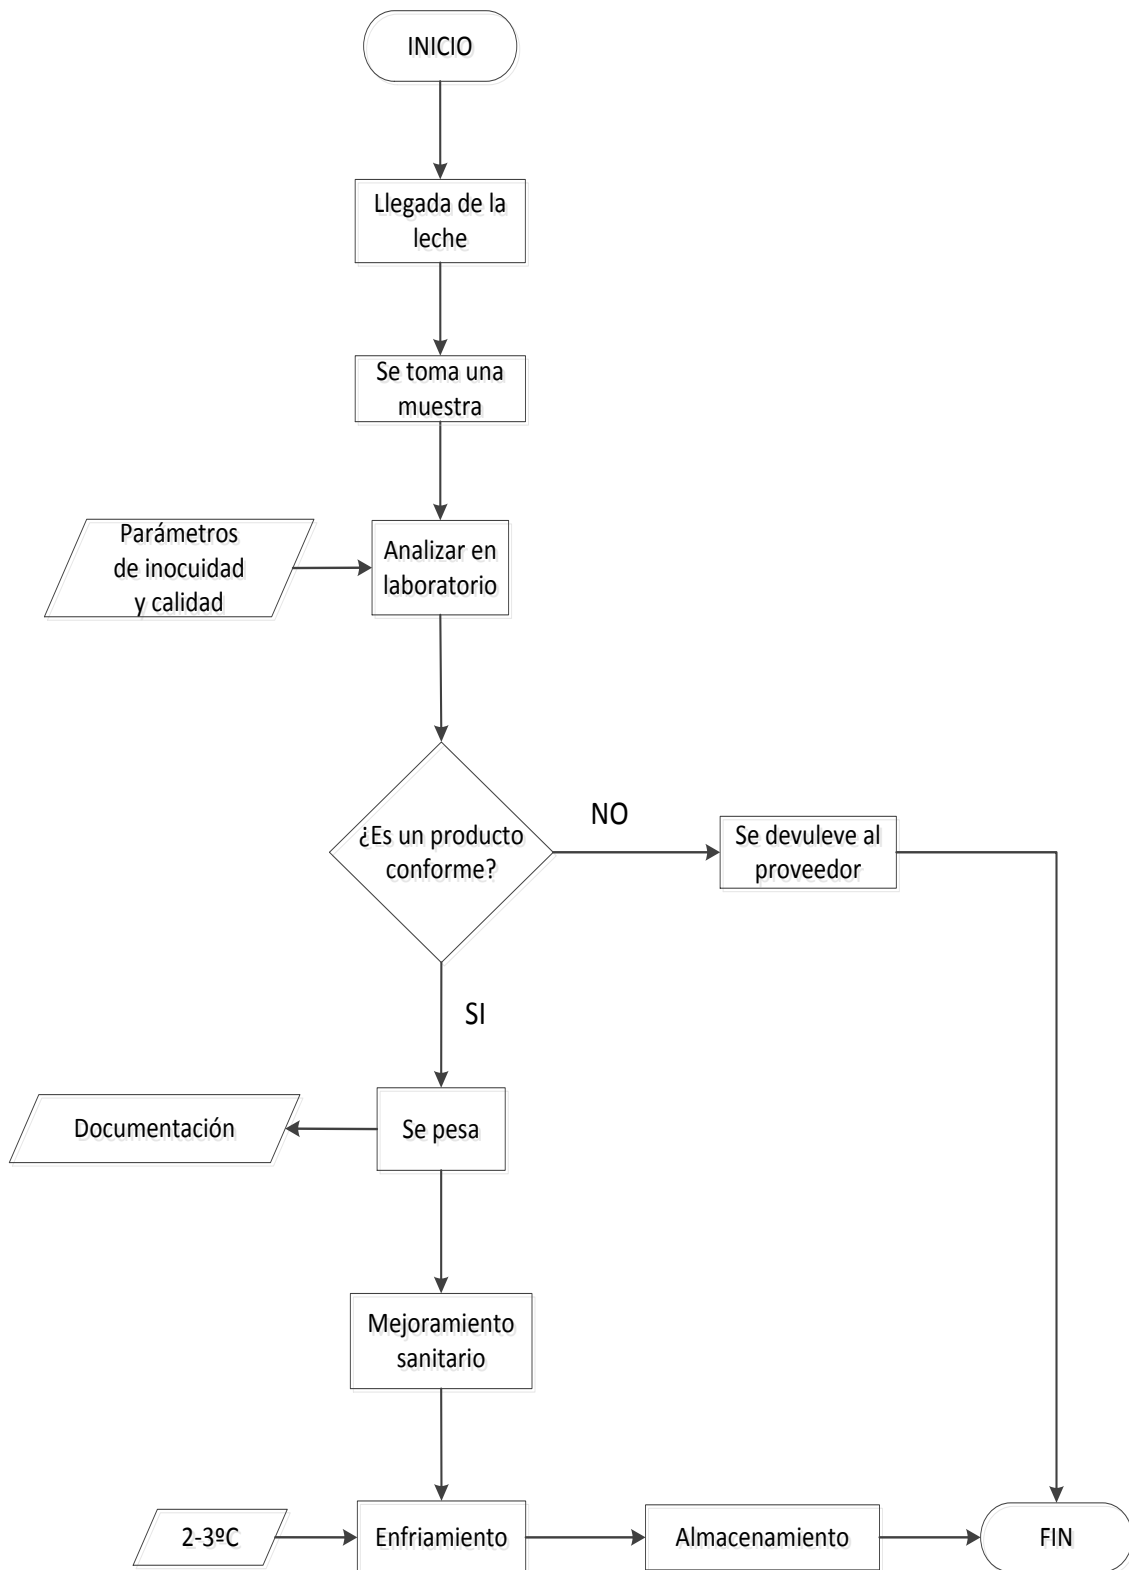 INICIO
Llegada de la
leche
Se toma una
muestra
Parámetros
de inocuidad
y calidad
Analizar en
laboratorio
¿Es un producto
conforme?
NO
Se devuleve al
proveedor
SI
Documentación
Se pesa
Mejoramiento
sanitario
2-3ºC
Enfriamiento
Almacenamiento
FIN